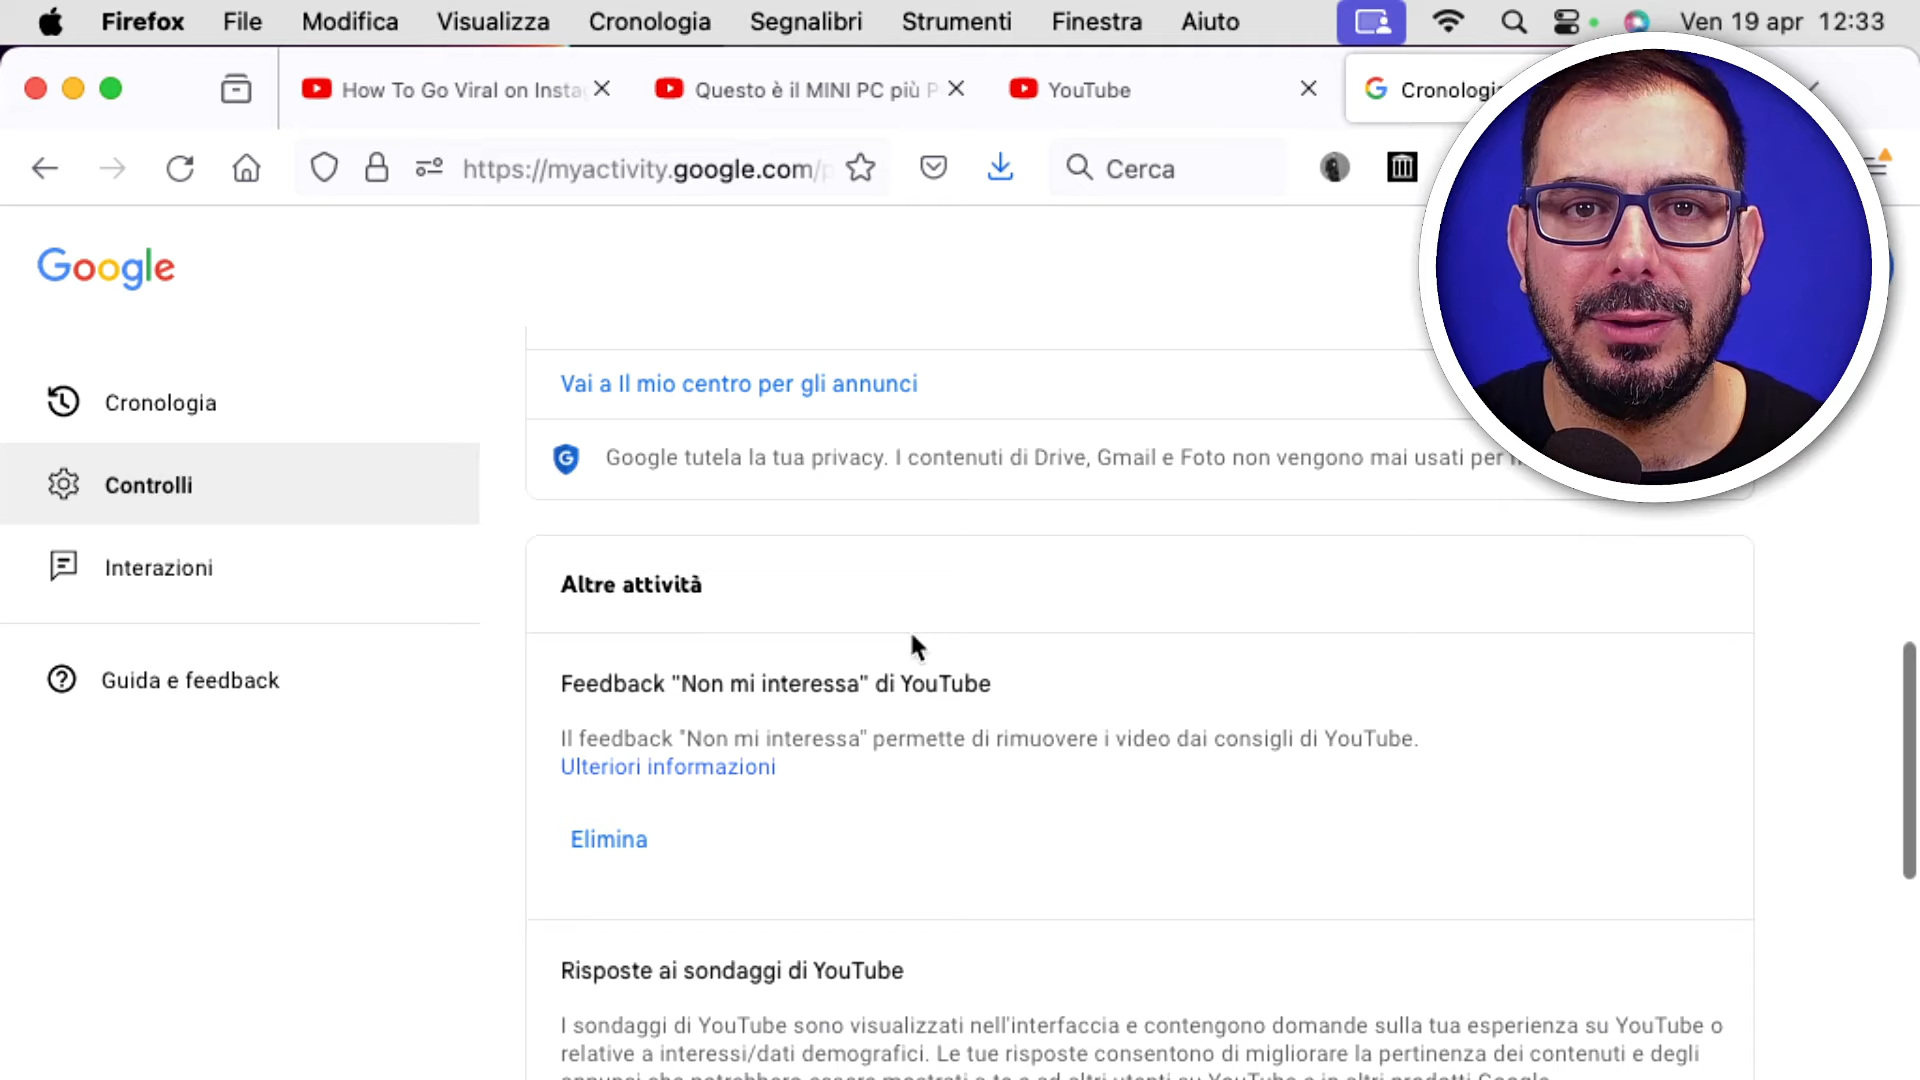 Firefox File Modifica Visualizza Cronologia Segnalibri Strumenti Finestra Aiuto Ven 19 apr 12:33
How To Go Viral on Insta Questo è il MINI PC più P YouTube Cronologi
https://myactivity.google.com/p Cerca
Google
Vai a Il mio centro per gli annunci
Cronologia
Google tutela la tua privacy. I contenuti di Drive, Gmail e Foto non vengono mai usati per
Controlli
Interazioni
Altre attività
Guida e feedback
Feedback "Non mi interessa" di YouTube
Il feedback "Non mi interessa" permette di rimuovere i video dai consigli di YouTube.
Ulteriori informazioni
Elimina
Risposte ai sondaggi di YouTube
I sondaggi di YouTube sono visualizzati nell'interfaccia e contengono domande sulla tua esperienza su YouTube o
relative a interessi/dati demografici. Le tue risposte consentono di migliorare la pertinenza dei contenuti e degli